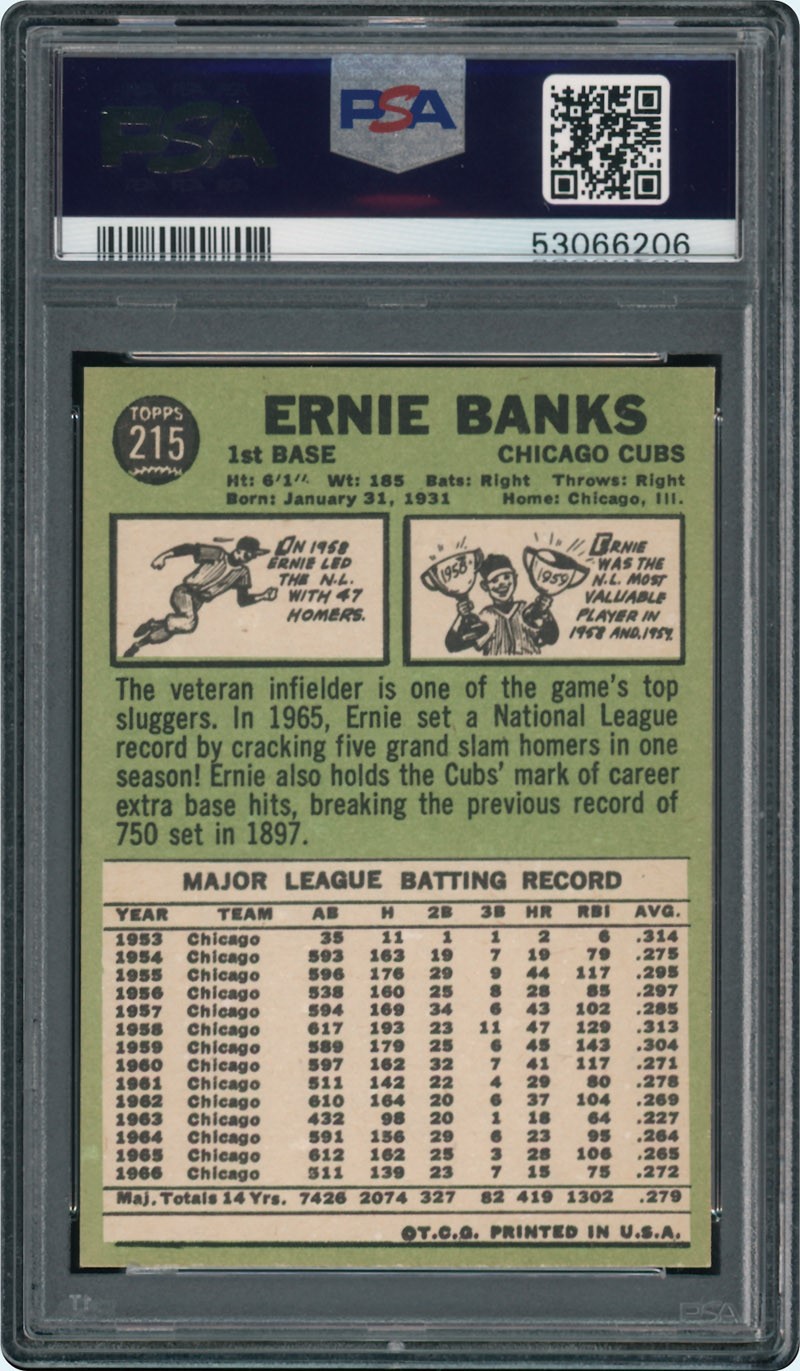 PSA
PSA
53066206
TOPPS
215
ERNIE BANKS
1st BASE CHICAGO CUBS
Ht: 6'1" Wt: 185 Bats: Right Throws: Right
Born: January 31, 1931 Home: Chicago, Ill.
ON 1958
ERNIE LED
THE N.L.
WITH 47
HOMERS.
1958
1959
ERNIE
WAS THE
N.L. MOST
VALUABLE
PLAYER IN
1958 AND, 1959.
The veteran infielder is one of the game's top
sluggers. In 1965, Ernie set a National League
record by cracking five grand slam homers in one
season! Ernie also holds the Cubs' mark of career
extra base hits, breaking the previous record of
750 set in 1897.
MAJOR LEAGUE BATTING RECORD
YEAR TEAM AB H 2B 3B HR RBI AVG.
1953 Chicago 35 11 1 1 2 6 .314
1954 Chicago 593 163 19 7 19 79 .275
1955 Chicago 596 176 29 9 44 117 .295
1956 Chicago 538 160 25 8 28 85 .297
1957 Chicago 594 169 34 6 43 102 .285
1958 Chicago 617 193 23 11 47 129 .313
1959 Chicago 589 179 25 6 45 143 .304
1960 Chicago 597 162 32 7 41 117 .271
1961 Chicago 511 142 22 4 29 80 .278
1962 Chicago 610 164 20 6 37 104 .269
1963 Chicago 432 98 20 1 18 64 .227
1964 Chicago 591 156 29 6 23 95 .264
1965 Chicago 612 162 25 3 28 106 .265
1966 Chicago 511 139 23 7 15 75 .272
Maj. Totals 14 Yrs. 7426 2074 327 82 419 1302 .279
©T.C.G. PRINTED IN U.S.A.
PSA